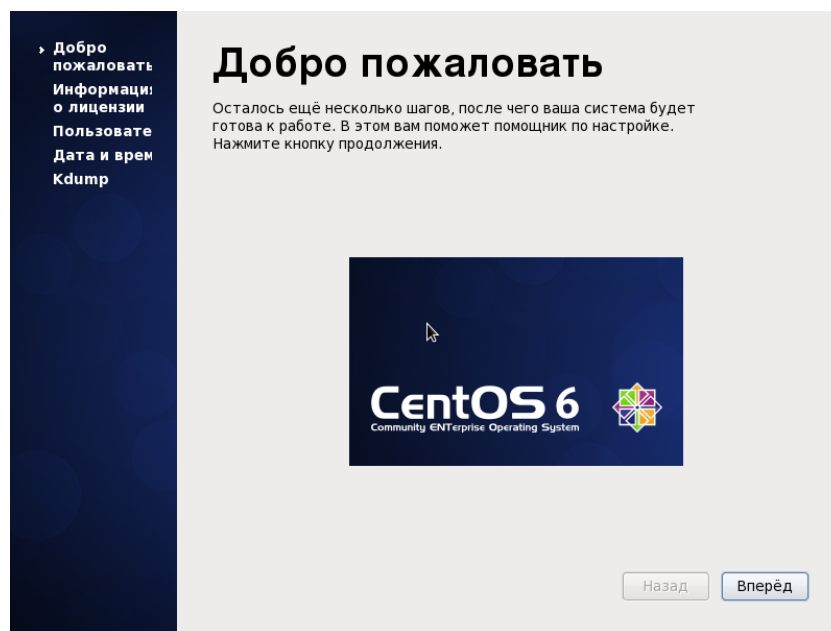 Добро
пожаловать
Информация
о лицензии
Пользовате
Дата и врем
Kdump
Добро пожаловать
Осталось ещё несколько шагов, после чего ваша система будет
готова к работе. В этом вам поможет помощник по настройке.
Нажмите кнопку продолжения.
CentOS 6
Community ENTerprise Operating System
Назад
Вперёд